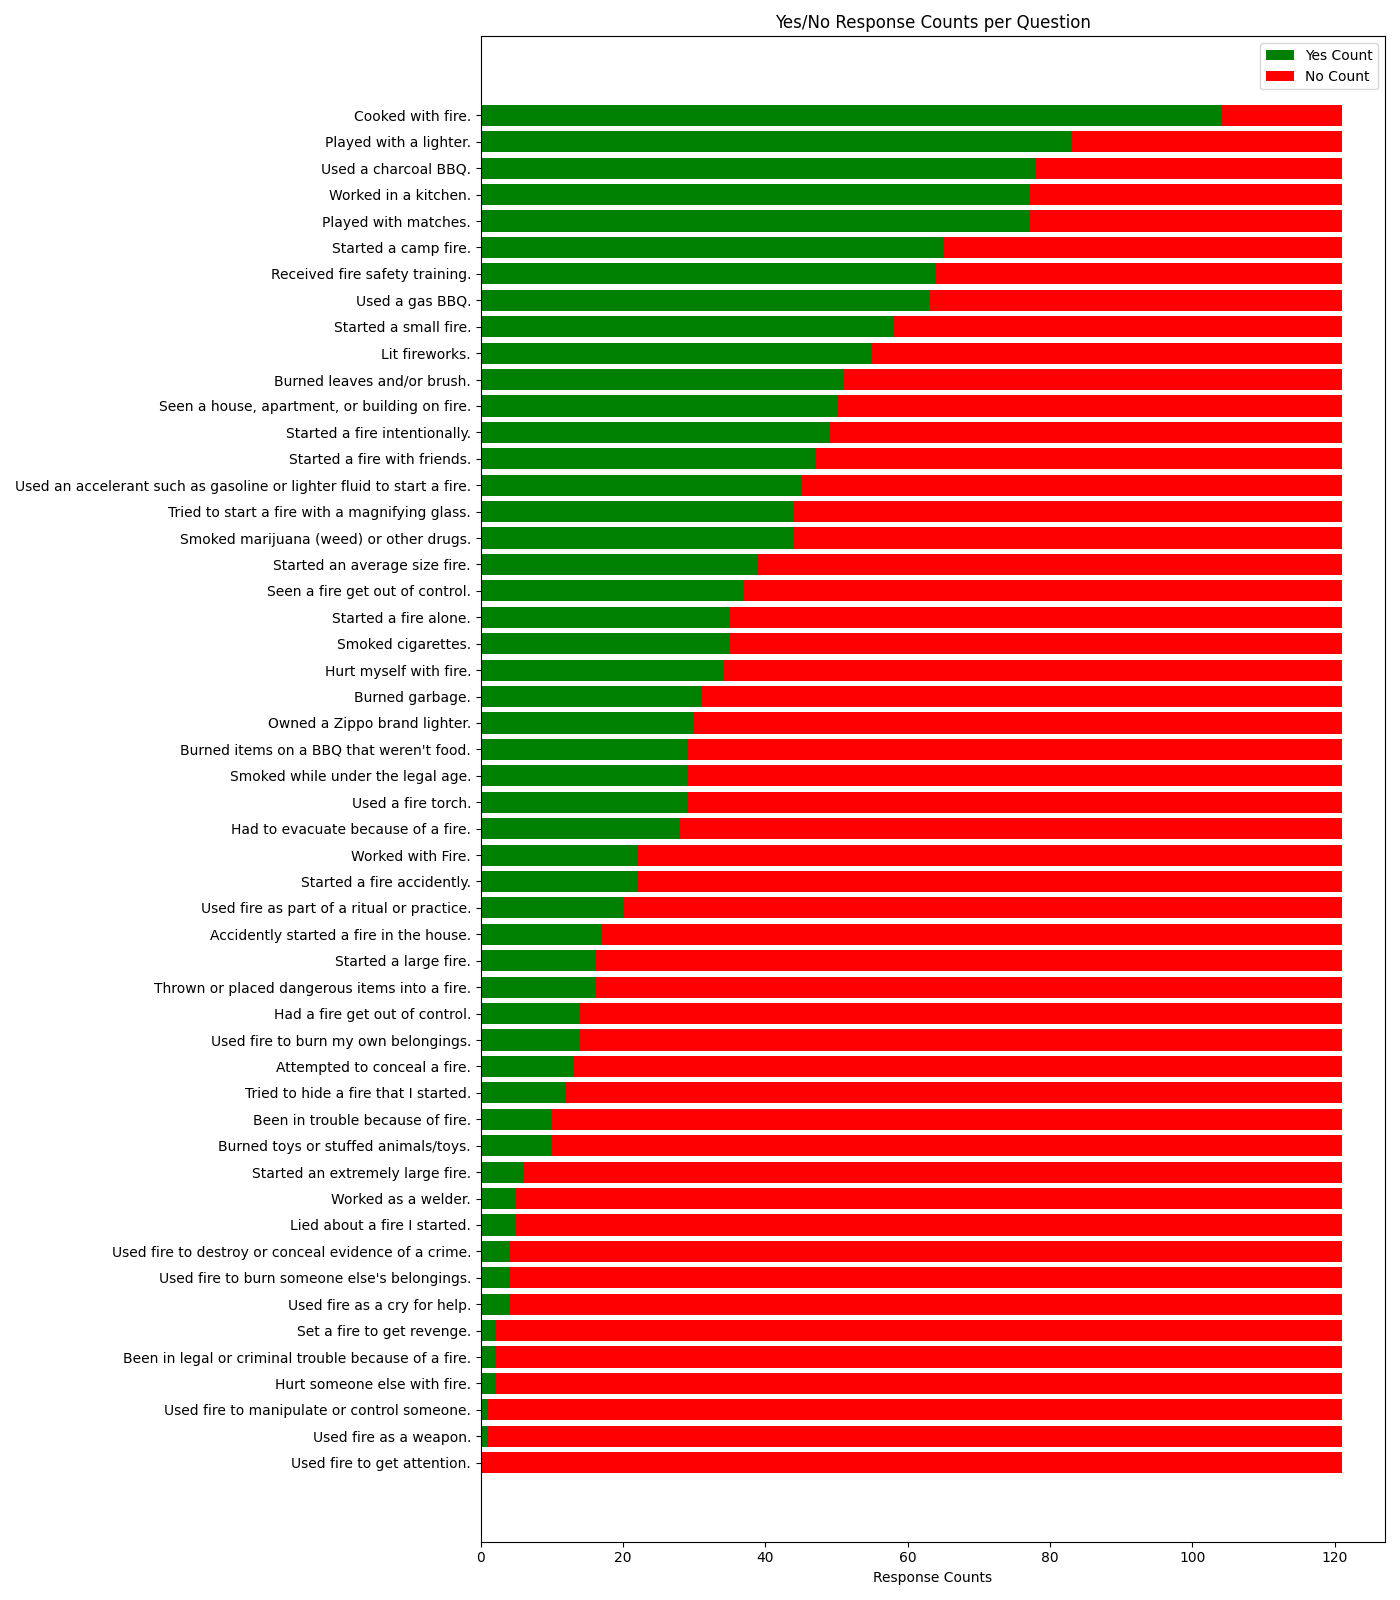 Yes/No Response Counts per Question
Yes Count
No Count
Cooked with fire.
Played with a lighter.
Used a charcoal BBQ.
Worked in a kitchen.
Played with matches.
Started a camp fire.
Received fire safety training.
Used a gas BBQ.
Started a small fire.
Lit fireworks.
Burned leaves and/or brush.
Seen a house, apartment, or building on fire.
Started a fire intentionally.
Started a fire with friends.
Used an accelerant such as gasoline or lighter fluid to start a fire.
Tried to start a fire with a magnifying glass.
Smoked marijuana (weed) or other drugs.
Started an average size fire.
Seen a fire get out of control.
Started a fire alone.
Smoked cigarettes.
Hurt myself with fire.
Burned garbage.
Owned a Zippo brand lighter.
Burned items on a BBQ that weren't food.
Smoked while under the legal age.
Used a fire torch.
Had to evacuate because of a fire.
Worked with Fire.
Started a fire accidently.
Used fire as part of a ritual or practice.
Accidently started a fire in the house.
Started a large fire.
Thrown or placed dangerous items into a fire.
Had a fire get out of control.
Used fire to burn my own belongings.
Attempted to conceal a fire.
Tried to hide a fire that I started.
Been in trouble because of fire.
Burned toys or stuffed animals/toys.
Started an extremely large fire.
Worked as a welder.
Lied about a fire I started.
Used fire to destroy or conceal evidence of a crime.
Used fire to burn someone else's belongings.
Used fire as a cry for help.
Set a fire to get revenge.
Been in legal or criminal trouble because of a fire.
Hurt someone else with fire.
Used fire to manipulate or control someone.
Used fire as a weapon.
Used fire to get attention.
0 20 40 60 80 100 120
Response Counts